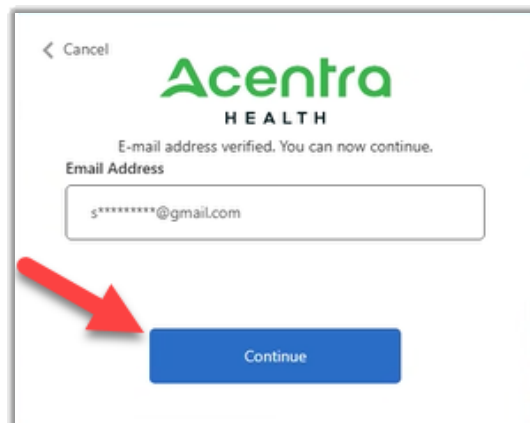 Cancel
Acentra
HEALTH
E-mail address verified. You can now continue.
Email Address
s*********@gmail.com
Continue